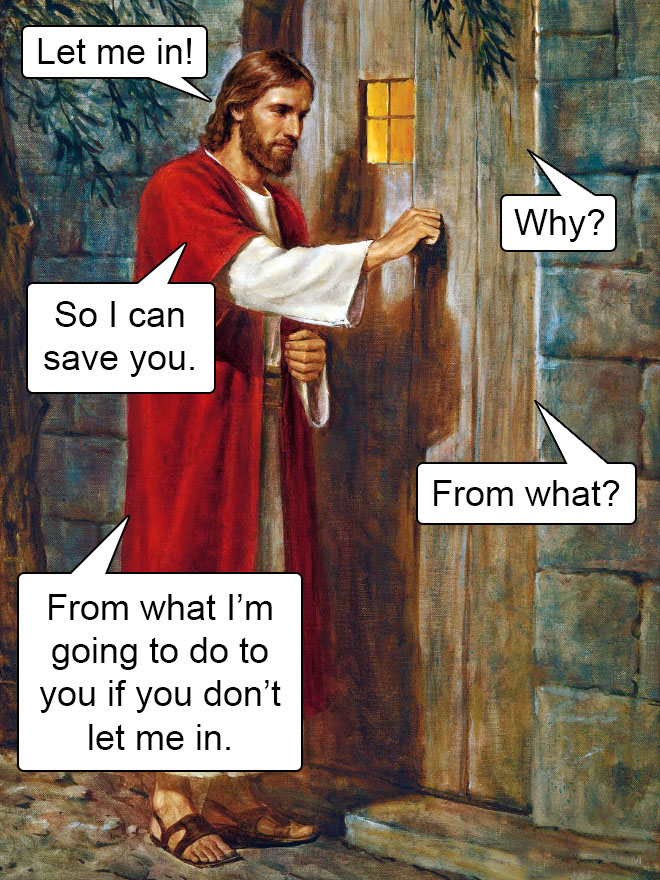 Let me in!
Why?
So I can
save you.
From what?
From what I’m
going to do to
you if you don’t
let me in.